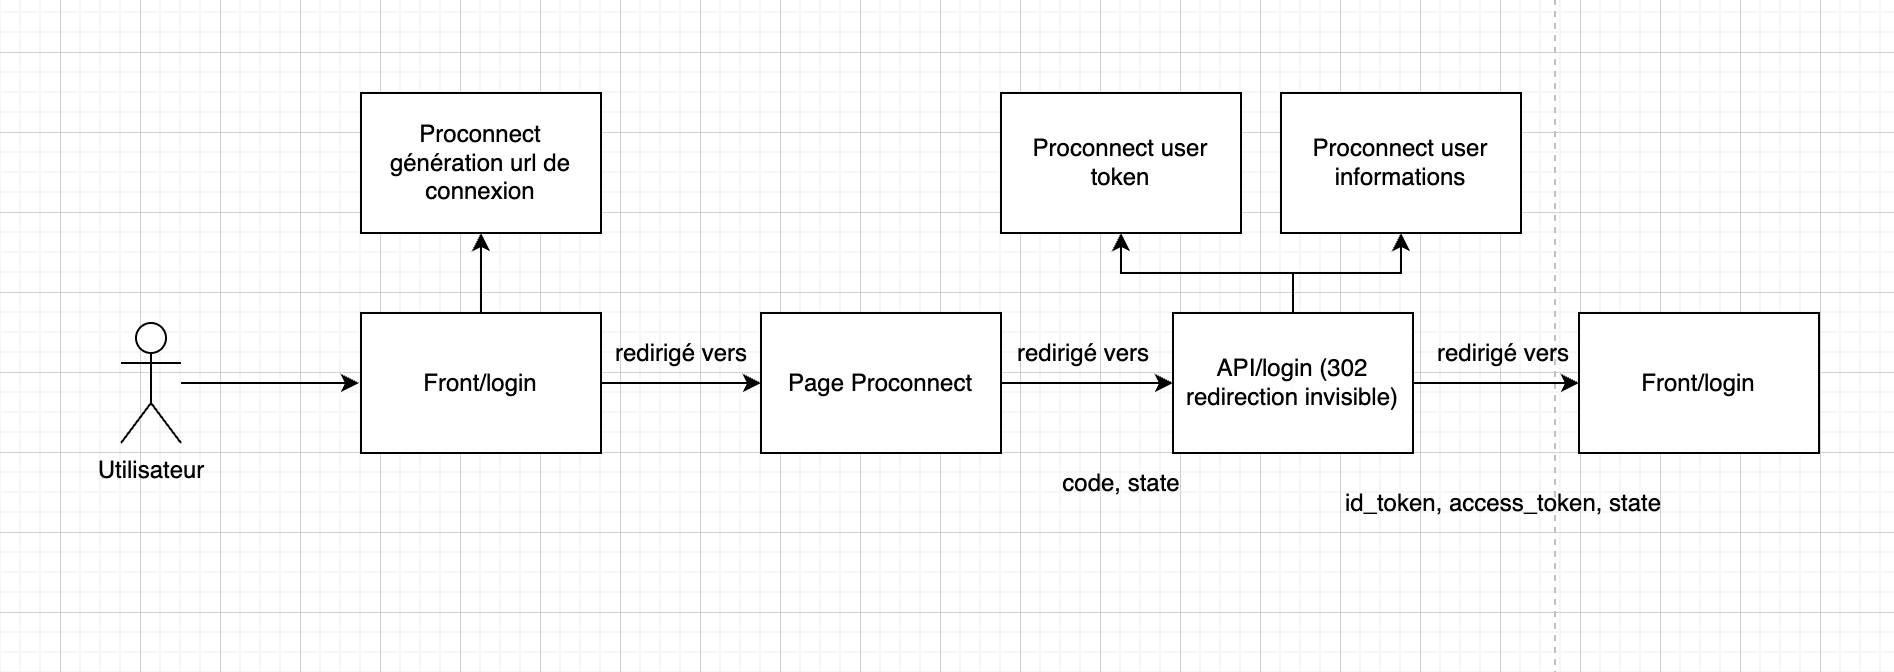 Proconnect
génération url de
connexion
Proconnect user
token
Proconnect user
informations
redirigé vers
redirigé vers
redirigé vers
Front/login
Page Proconnect
API/login (302
redirection invisible)
Front/login
Utilisateur
code, state
id_token, access_token, state